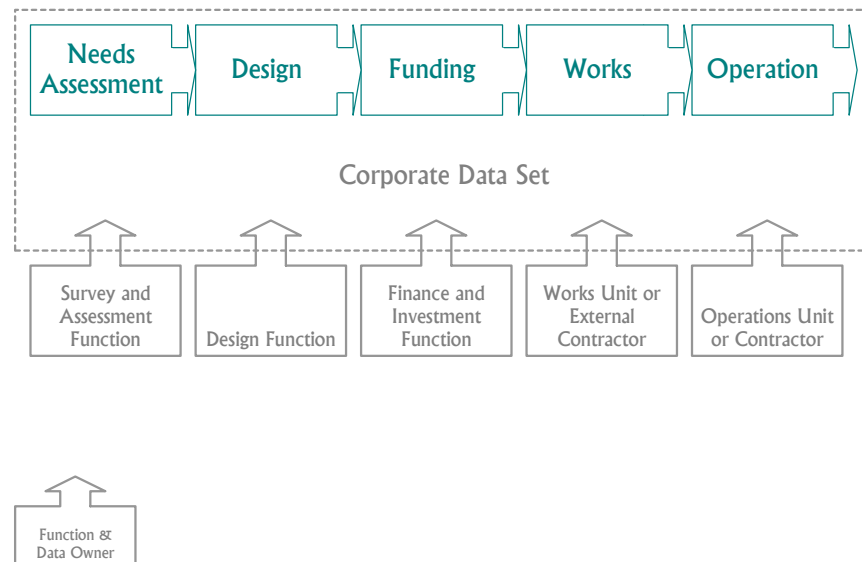 Needs
Assessment
Design
Funding
Works
Operation
Corporate Data Set
Survey and
Assessment
Function
Design Function
Finance and
Investment
Function
Works Unit or
External
Contractor
Operations Unit
or Contractor
Function &
Data Owner